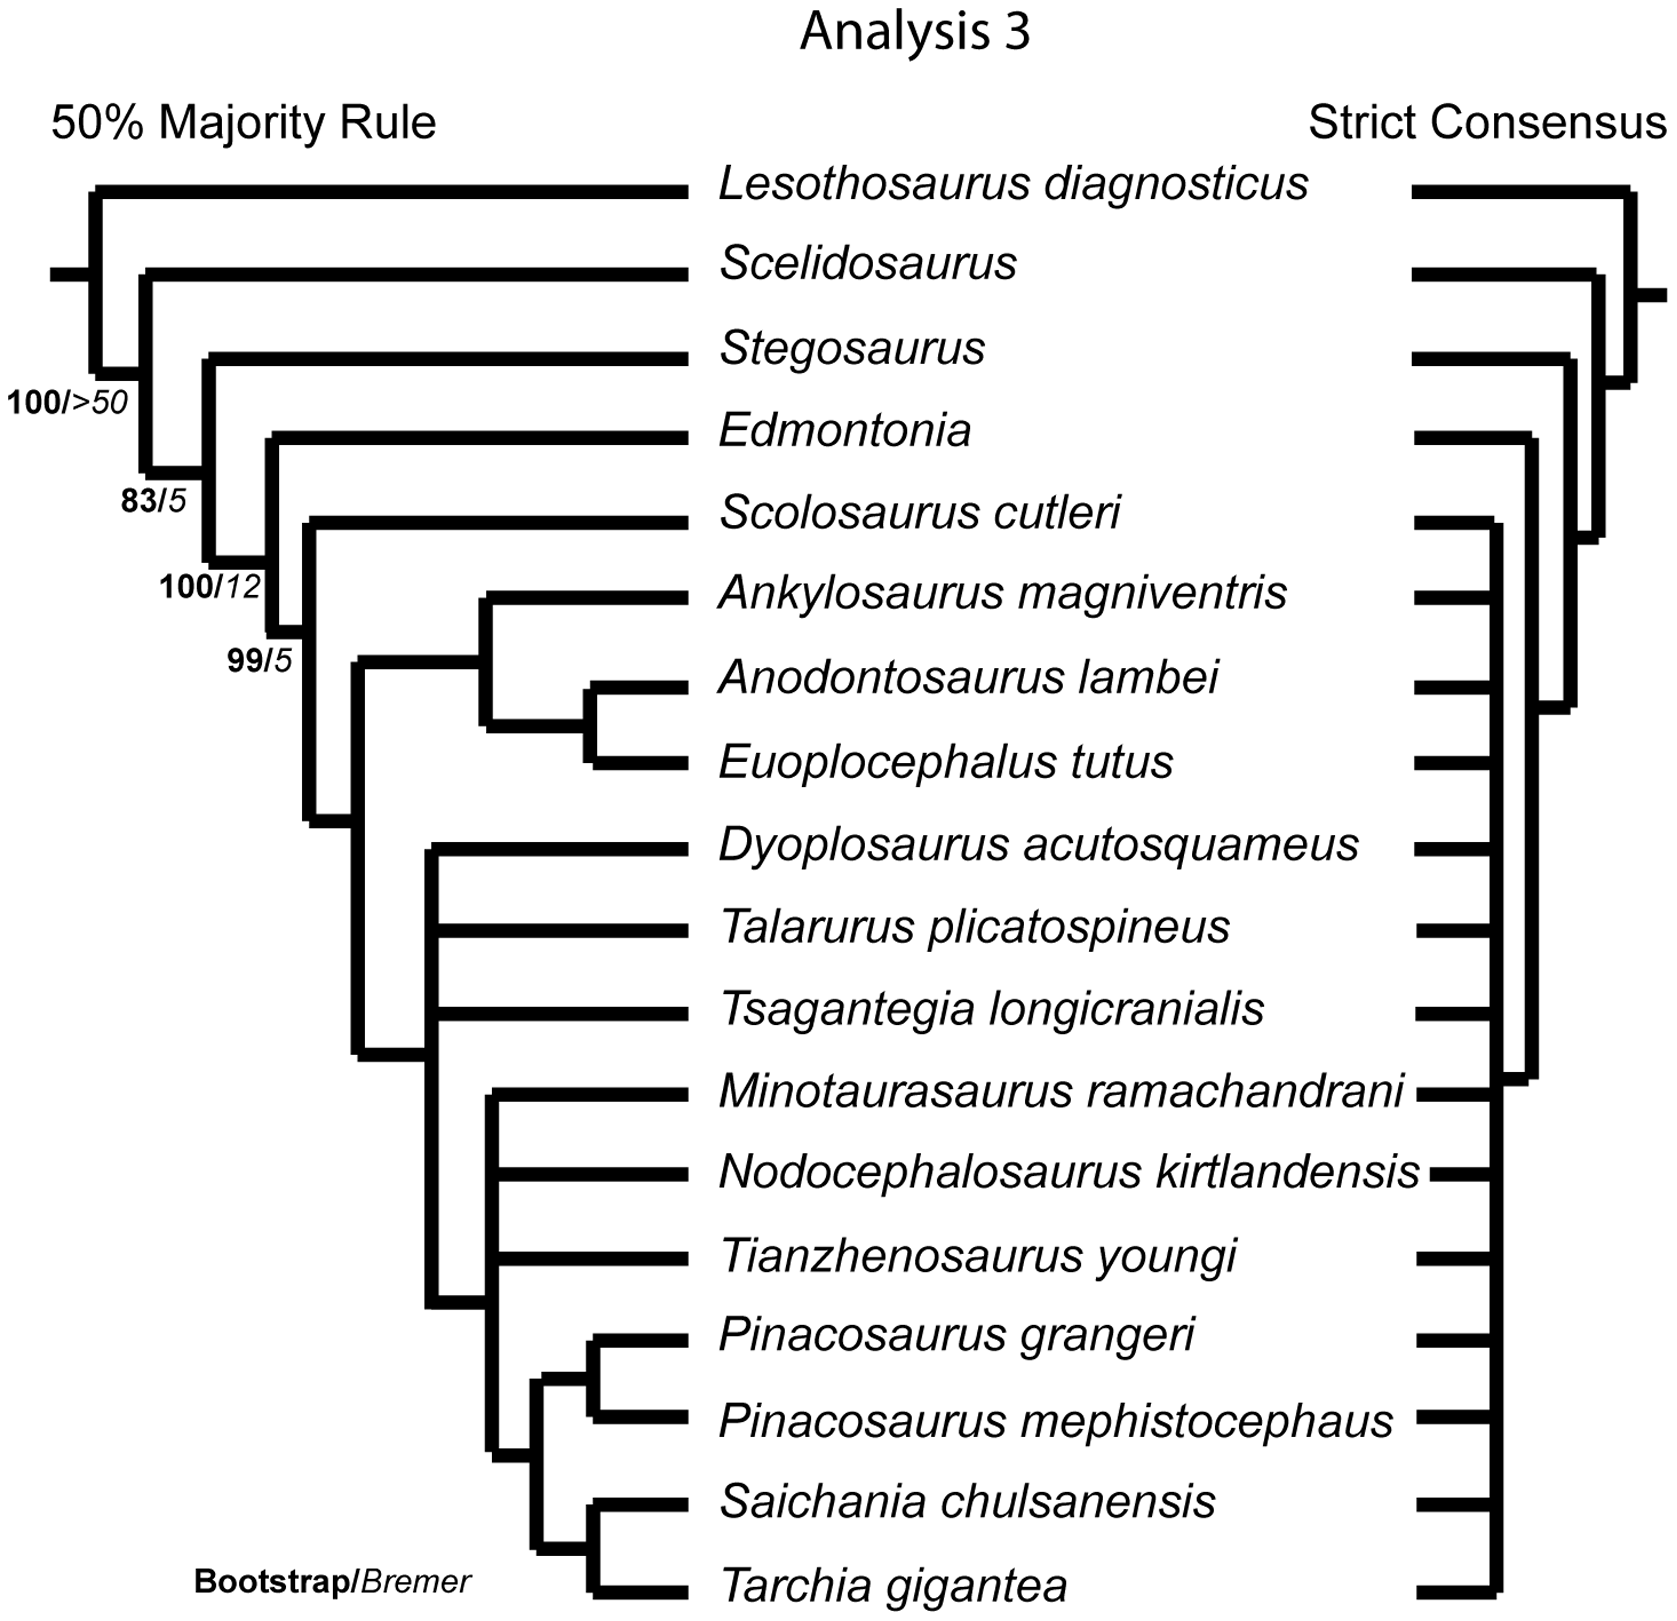 Analysis 3
50% Majority Rule
Strict Consensus
Lesothosaurus diagnosticus
Scelidosaurus
Stegosaurus
100/>50
Edmontonia
83/5
Scolosaurus cutleri
100/12
Ankylosaurus magniventris
99/5
Anodontosaurus lambei
Euoplocephalus tutus
Dyoplosaurus acutosquameus
Talarurus plicatospineus
Tsagantegia longicranialis
Minotaurasaurus ramachandrani
Nodocephalosaurus kirtlandensis
Tianzhenosaurus youngi
Pinacosaurus grangeri
Pinacosaurus mephistocephaus
Saichania chulsanensis
Bootstrap/Bremer
Tarchia gigantea